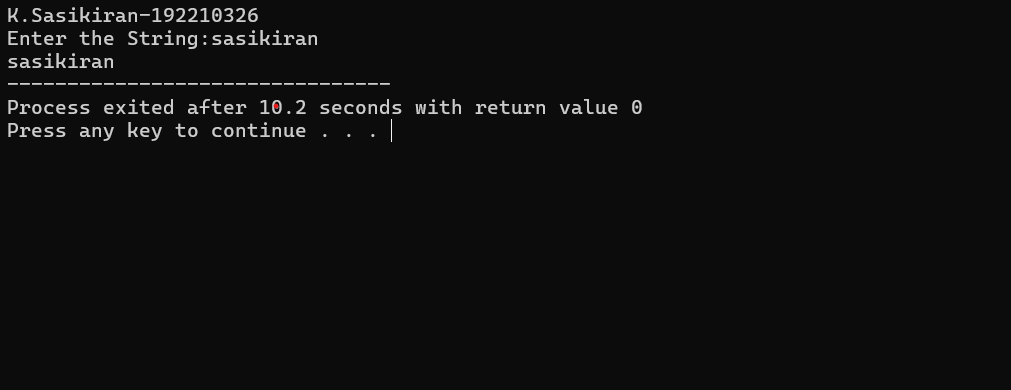 K.Sasikiran-192210326
Enter the String:sasikiran
sasikiran
--------------------------------
Process exited after 10.2 seconds with return value 0
Press any key to continue . . .